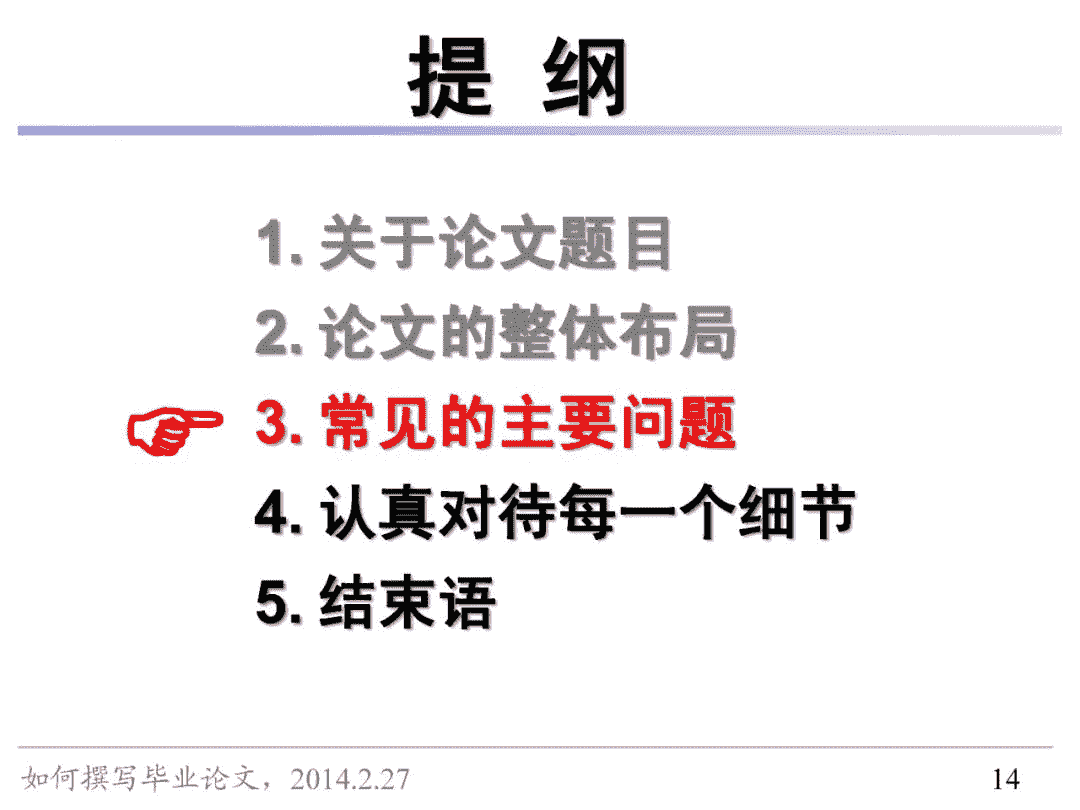 提 纲
1. 关于论文题目
2. 论文的整体布局
3. 常见的主要问题
4. 认真对待每一个细节
5. 结束语
如何撰写毕业论文，2014.2.27
14